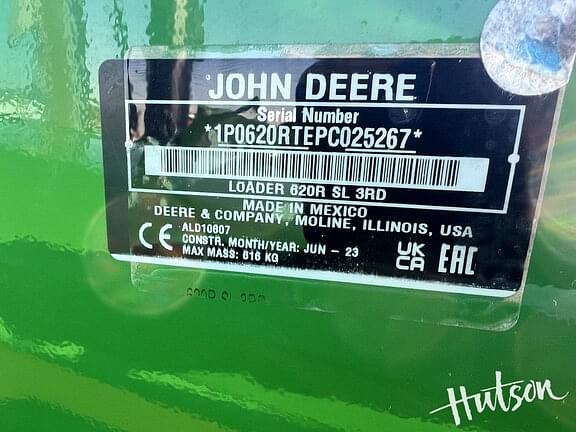 JOHN DEERE
Serial Number
*1P0620RTEPC025267*
LOADER 620R SL 3RD
MADE IN MEXICO
DEERE & COMPANY, MOLINE, ILLINOIS, USA
ALD10807
CE CONSTR. MONTH/YEAR: JUN - 23 UK CA EAC
MAX MASS: 616 KG
Hutson